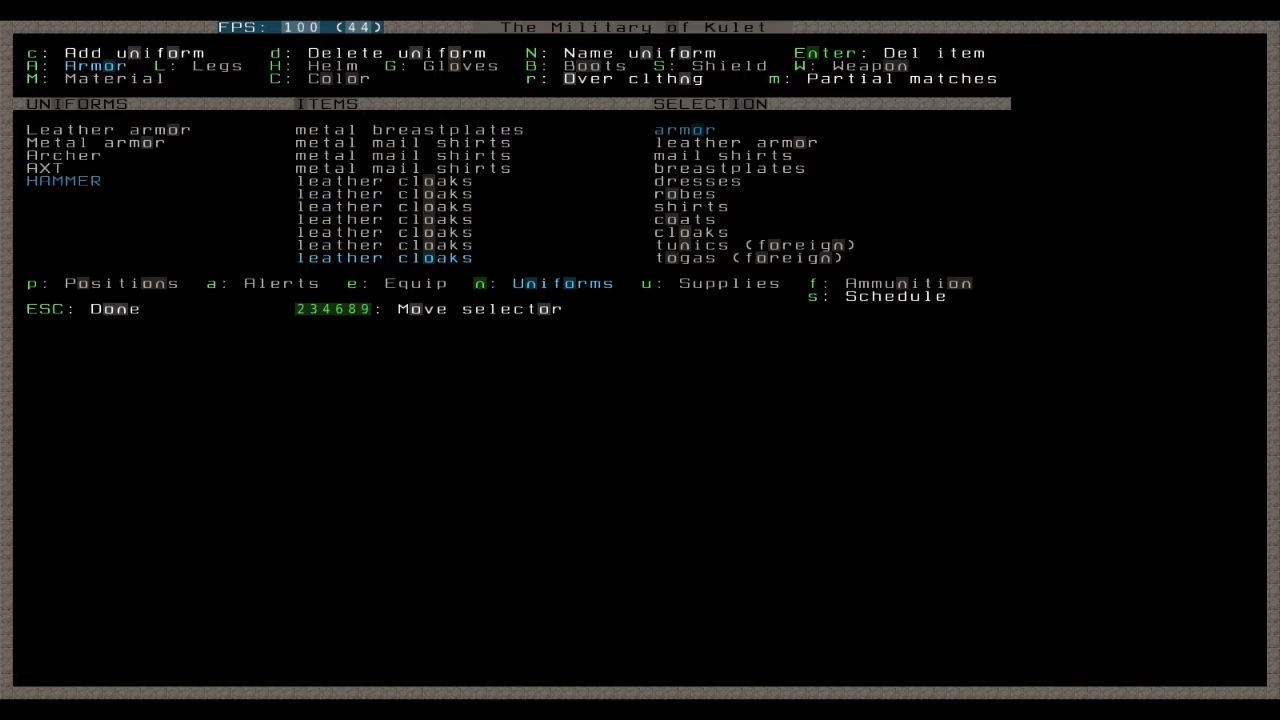 FPS: 100 (44) The Military of Kulet
c: Add uniform d: Delete uniform N: Name uniform Enter: Del item
A: Armor L: Legs H: Helm G: Gloves B: Boots S: Shield W: Weapon
M: Material C: Color r: Over clthng m: Partial matches
UNIFORMS ITEMS SELECTION
Leather armor metal breastplates armor
Metal armor metal mail shirts leather armor
Archer metal mail shirts mail shirts
AXT metal mail shirts breastplates
HAMMER leather cloaks dresses
leather cloaks robes
leather cloaks shirts
leather cloaks coats
leather cloaks cloaks
leather cloaks tunics (foreign)
leather cloaks togas (foreign)
p: Positions a: Alerts e: Equip n: Uniforms u: Supplies f: Ammunition
s: Schedule
ESC: Done 234689: Move selector